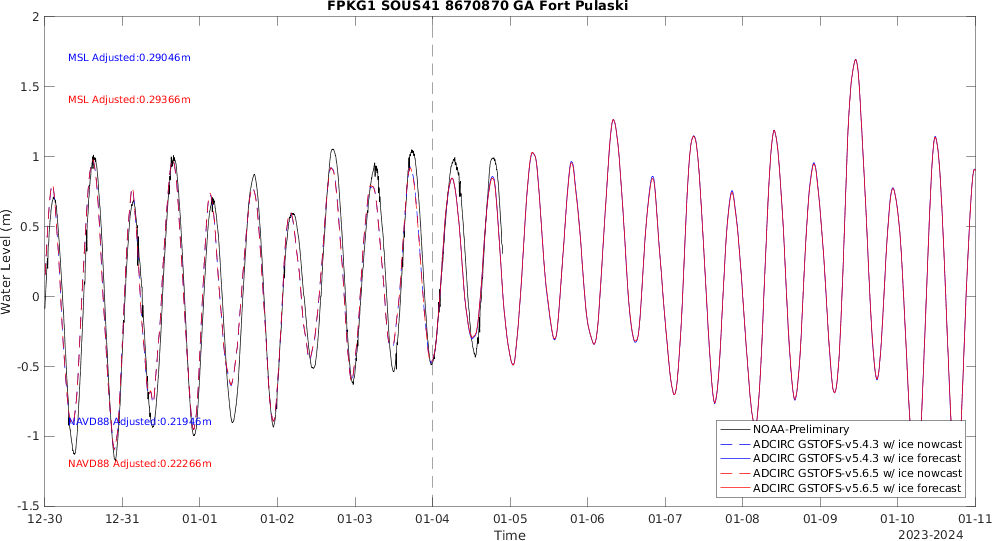 FPKG1 SOUS41 8670870 GA Fort Pulaski
2
1.5
1
0.5
0
-0.5
-1
-1.5
Water Level (m)
MSL Adjusted:0.29046m
MSL Adjusted:0.29366m
NAVD88 Adjusted:0.21946m
NAVD88 Adjusted:0.22266m
NOAA-Preliminary
ADCIRC GSTOFS-v5.4.3 w/ ice nowcast
ADCIRC GSTOFS-v5.4.3 w/ ice forecast
ADCIRC GSTOFS-v5.6.5 w/ ice nowcast
ADCIRC GSTOFS-v5.6.5 w/ ice forecast
12-30 12-31 01-01 01-02 01-03 01-04 01-05 01-06 01-07 01-08 01-09 01-10 01-11
Time
2023-2024